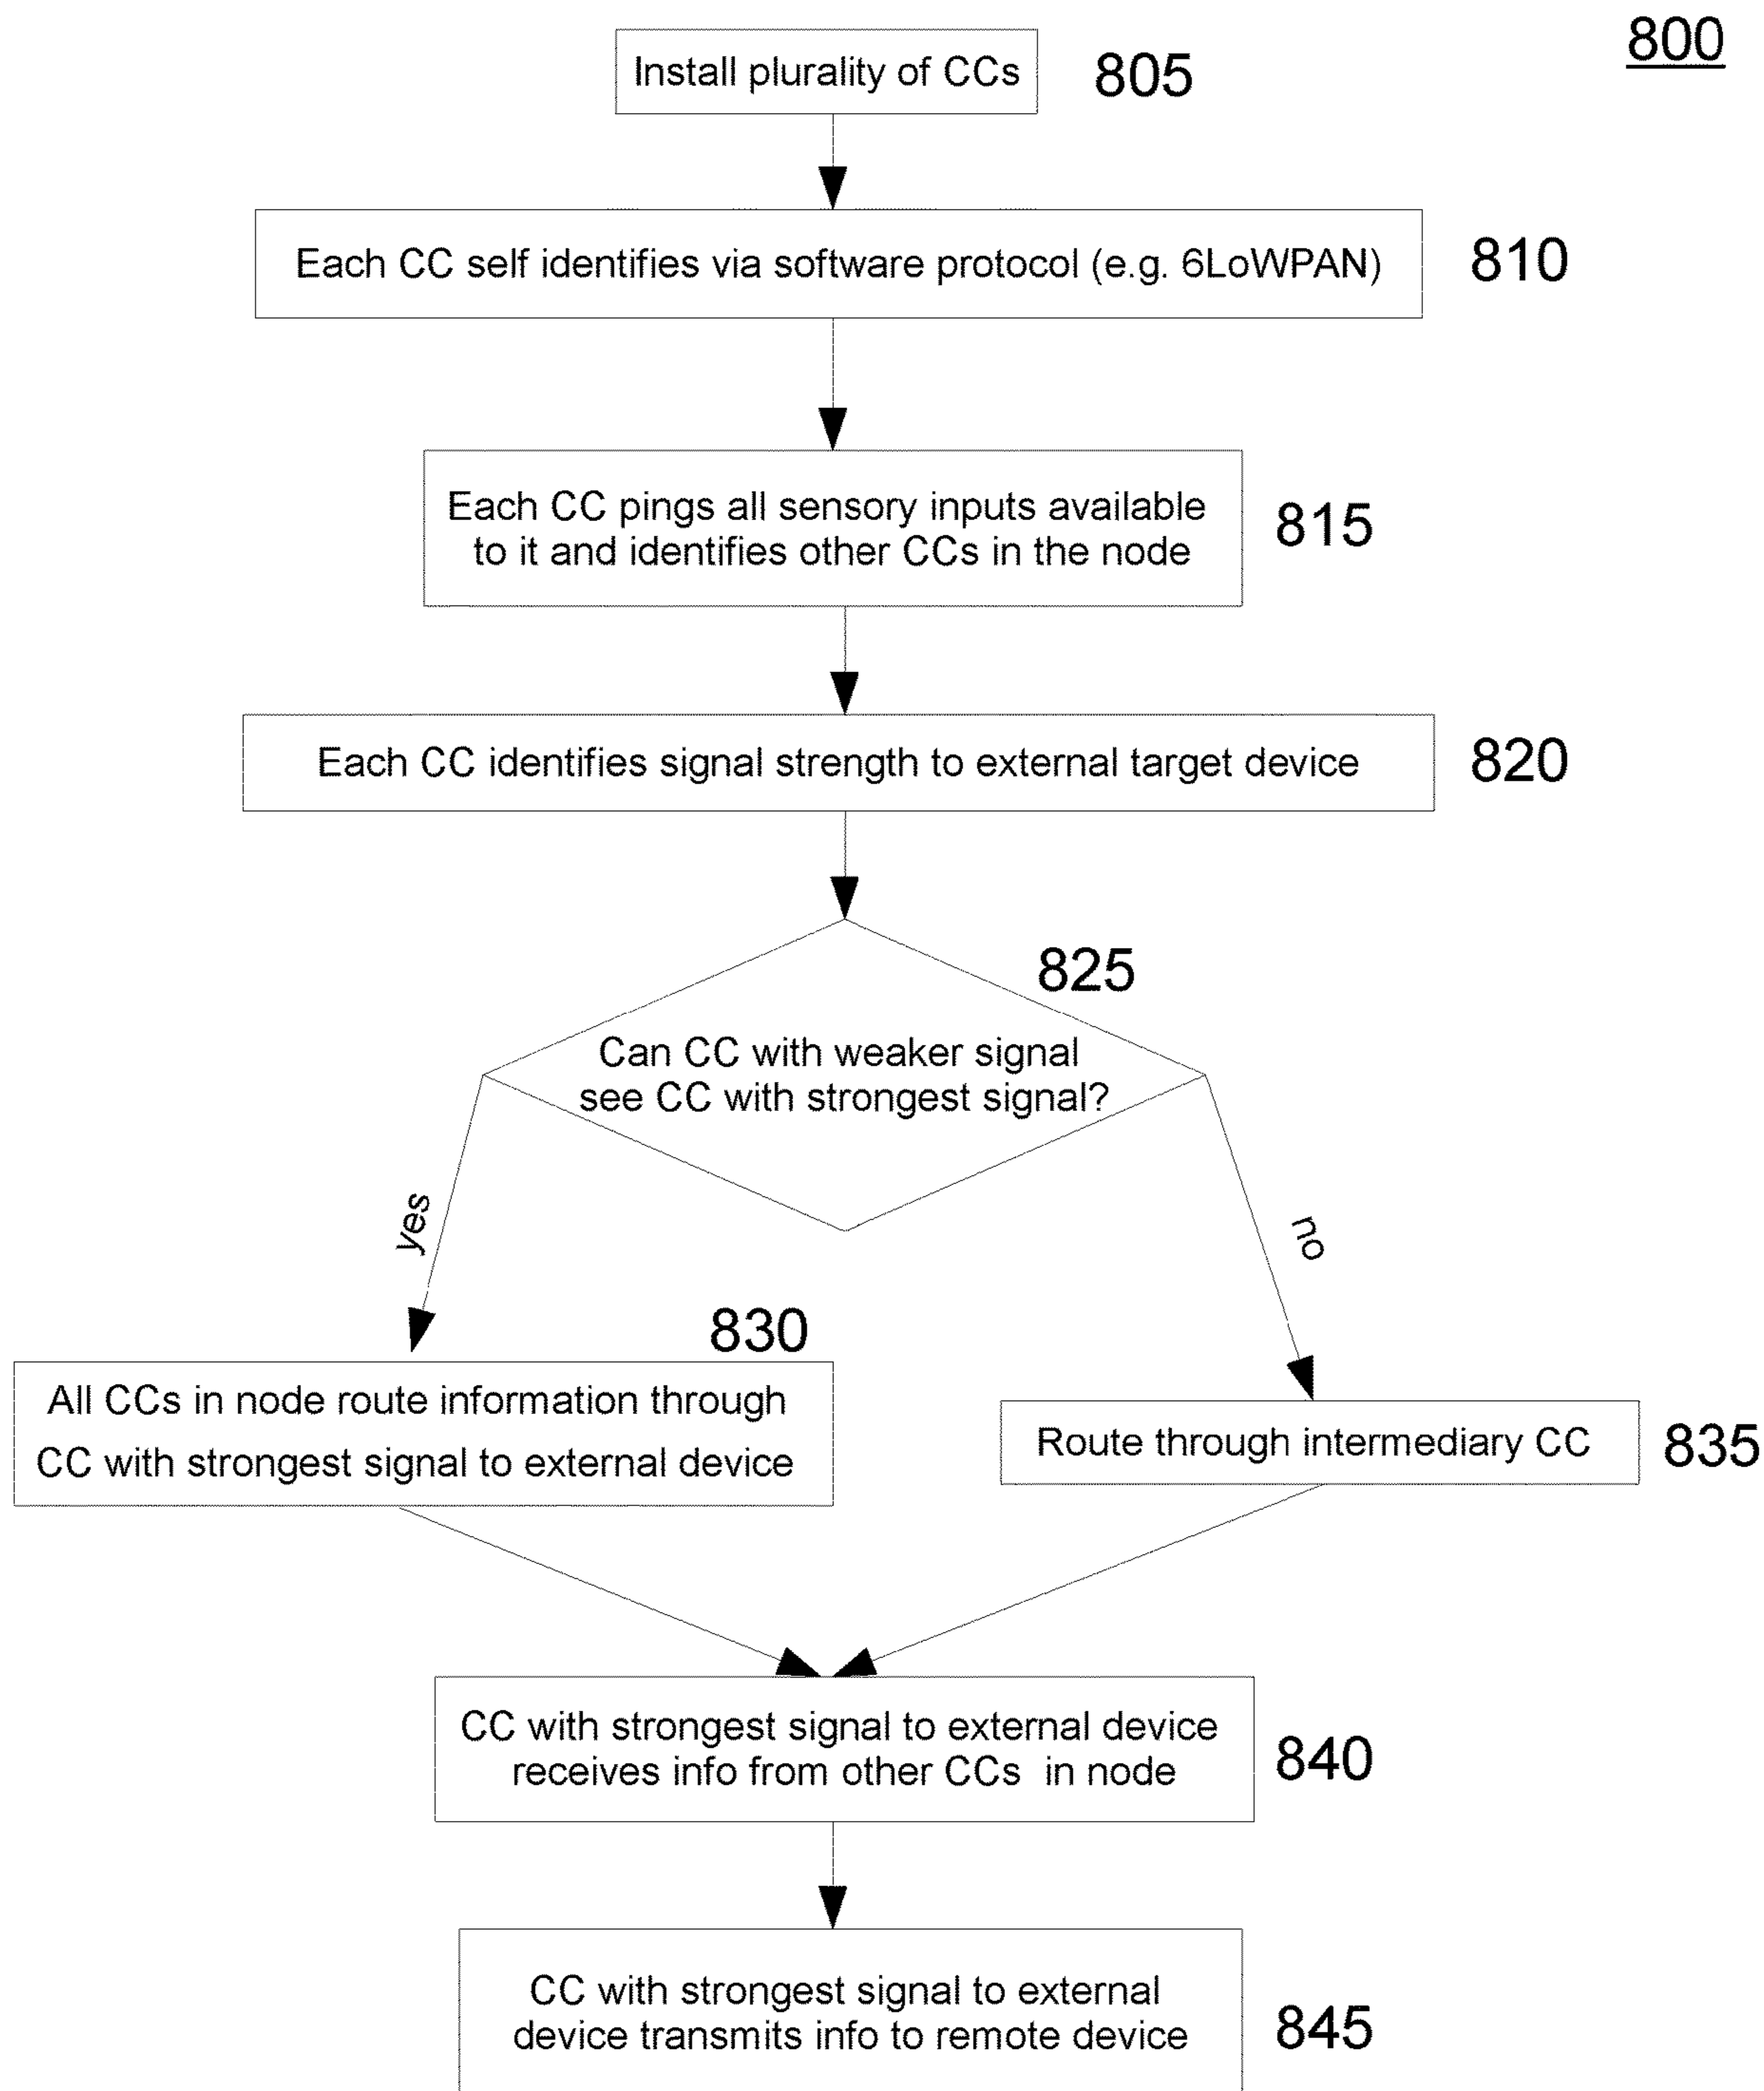 800
Install plurality of CCs
805
Each CC self identifies via software protocol (e.g. 6LoWPAN)
810
Each CC pings all sensory inputs available
to it and identifies other CCs in the node
815
Each CC identifies signal strength to external target device
820
825
Can CC with weaker signal
see CC with strongest signal?
yes
no
830
All CCs in node route information through
CC with strongest signal to external device
Route through intermediary CC
835
CC with strongest signal to external device
receives info from other CCs in node
840
CC with strongest signal to external
device transmits info to remote device
845